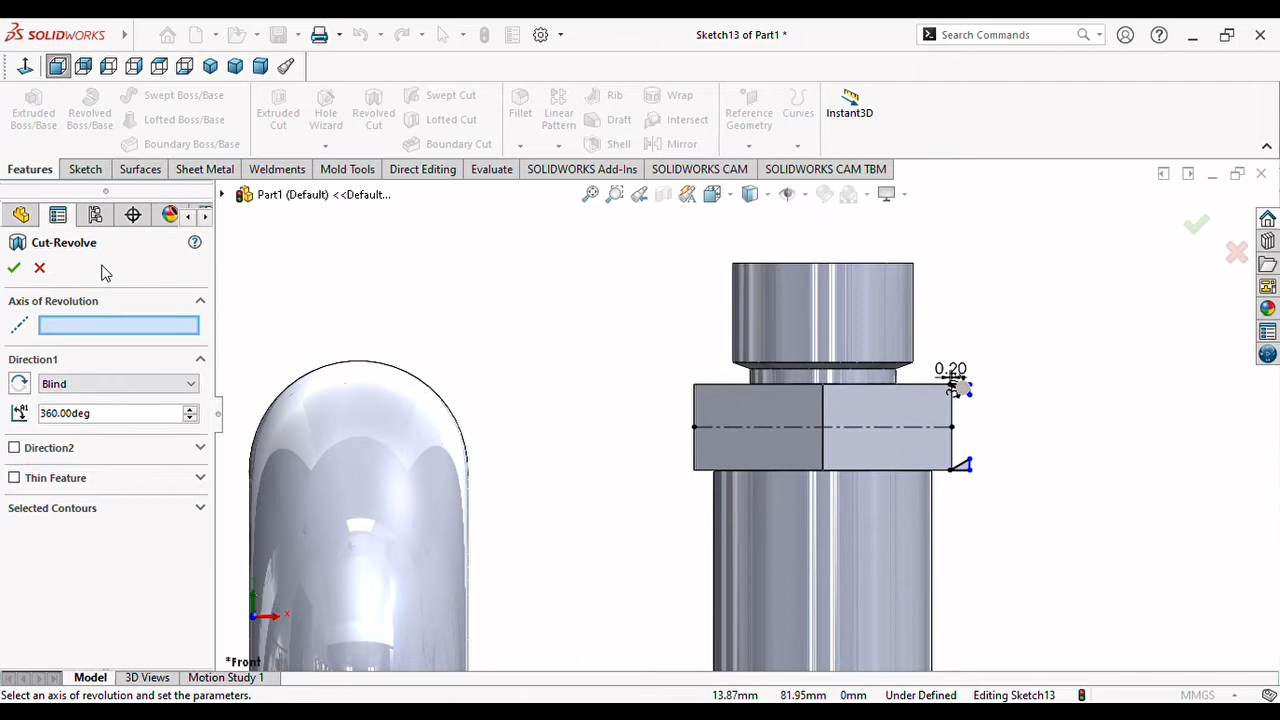 SOLIDWORKS
Sketch13 of Part1 *
Search Commands
Extruded Boss/Base
Revolved Boss/Base
Swept Boss/Base
Lofted Boss/Base
Boundary Boss/Base
Extruded Cut
Hole Wizard
Revolved Cut
Swept Cut
Lofted Cut
Boundary Cut
Fillet
Linear Pattern
Rib
Draft
Shell
Wrap
Intersect
Mirror
Reference Geometry
Curves
Instant3D
Features
Sketch
Surfaces
Sheet Metal
Weldments
Mold Tools
Direct Editing
Evaluate
SOLIDWORKS Add-Ins
SOLIDWORKS CAM
SOLIDWORKS CAM TBM
Part1 (Default) <<Default...
Cut-Revolve
Axis of Revolution
Direction1
Blind
360.00deg
Direction2
Thin Feature
Selected Contours
0.20
x
*Front
Model
3D Views
Motion Study 1
Select an axis of revolution and set the parameters.
13.87mm
81.95mm
0mm
Under Defined
Editing Sketch13
MMGS